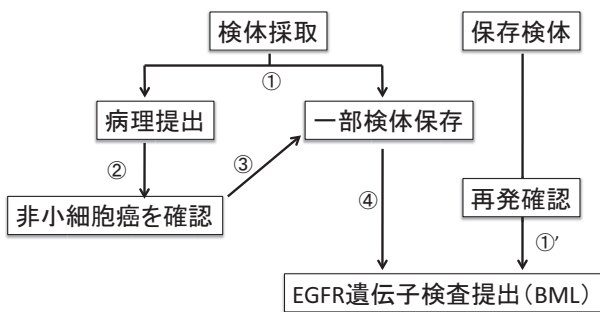 検体採取
保存検体
①
病理提出
一部検体保存
②
③
④
非小細胞癌を確認
再発確認
①’
EGFR遺伝子検査提出（BML）